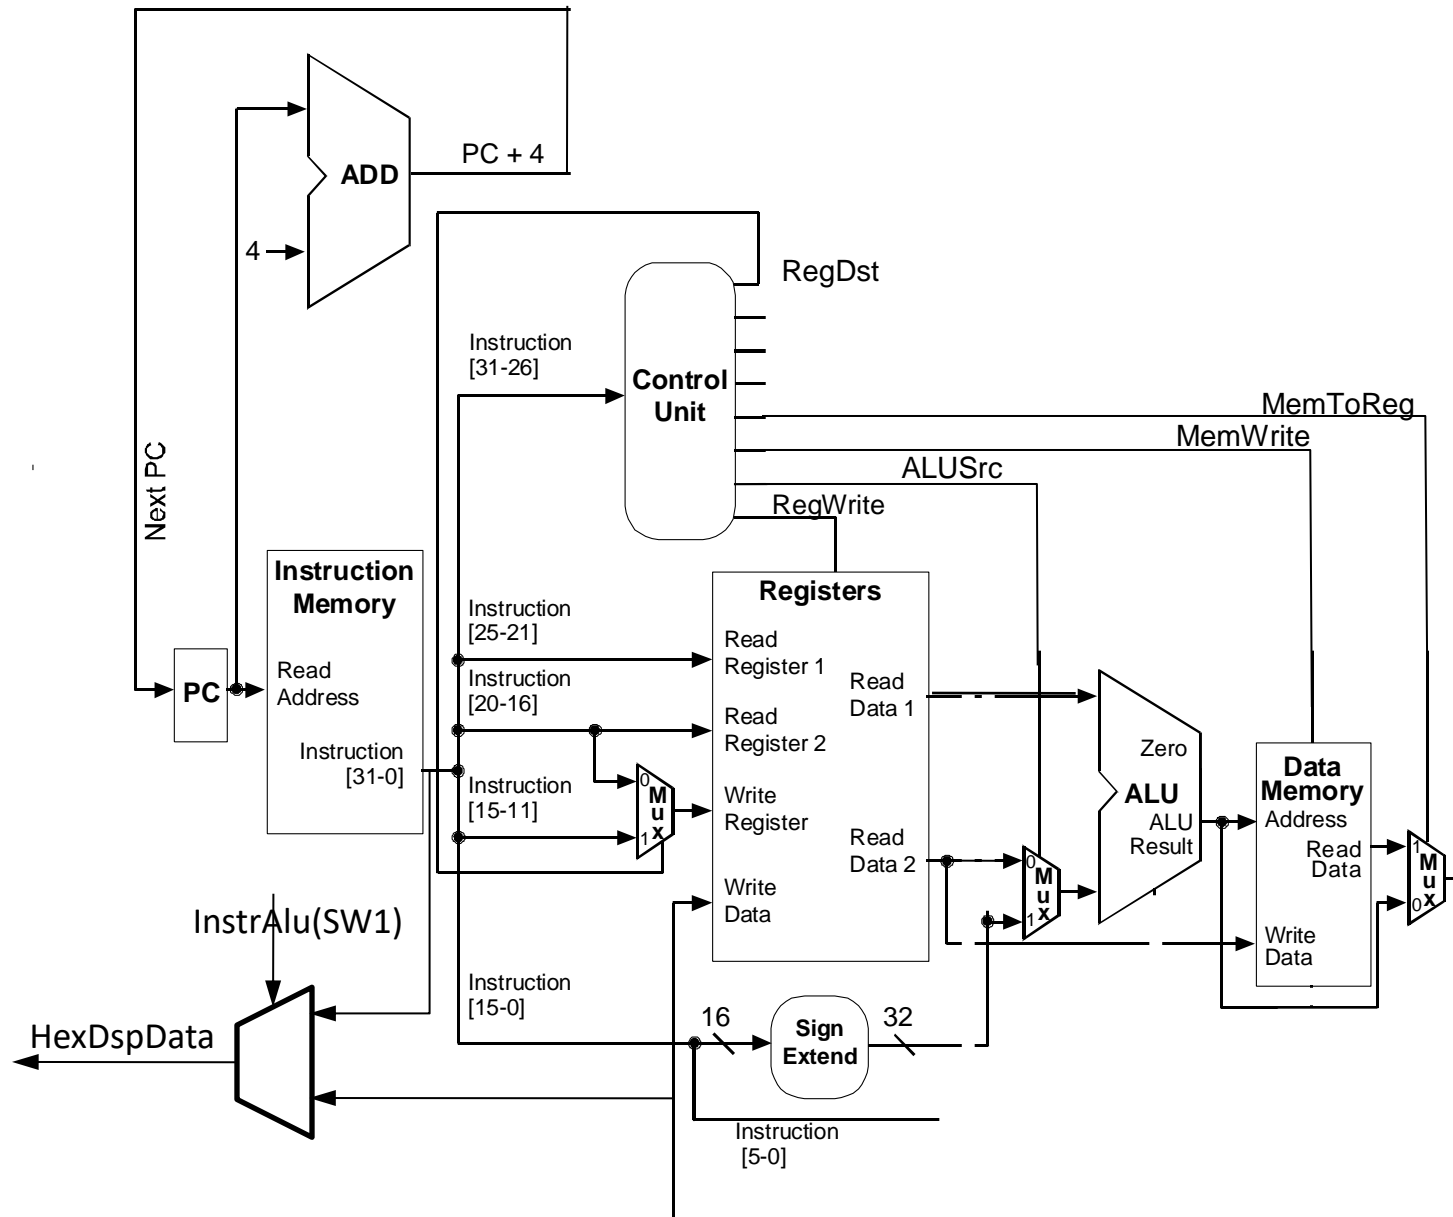 PC + 4
ADD
4
RegDst
Instruction
[31-26]
Control
Unit
MemToReg
MemWrite
ALUSrc
RegWrite
Next PC
Instruction
Memory
Read
Address
Instruction
[31-0]
PC
Instruction
[25-21]
Instruction
[20-16]
Instruction
[15-11]
0
Mux
1
Registers
Read
Register 1
Read
Register 2
Write
Register
Write
Data
Read
Data 1
Read
Data 2
0
Mux
1
Zero
ALU
ALU
Result
Data
Memory
Address
Read
Data
Write
Data
1
Mux
0
InstrAlu(SW1)
HexDspData
Instruction
[15-0]
16
Sign
Extend
32
Instruction
[5-0]